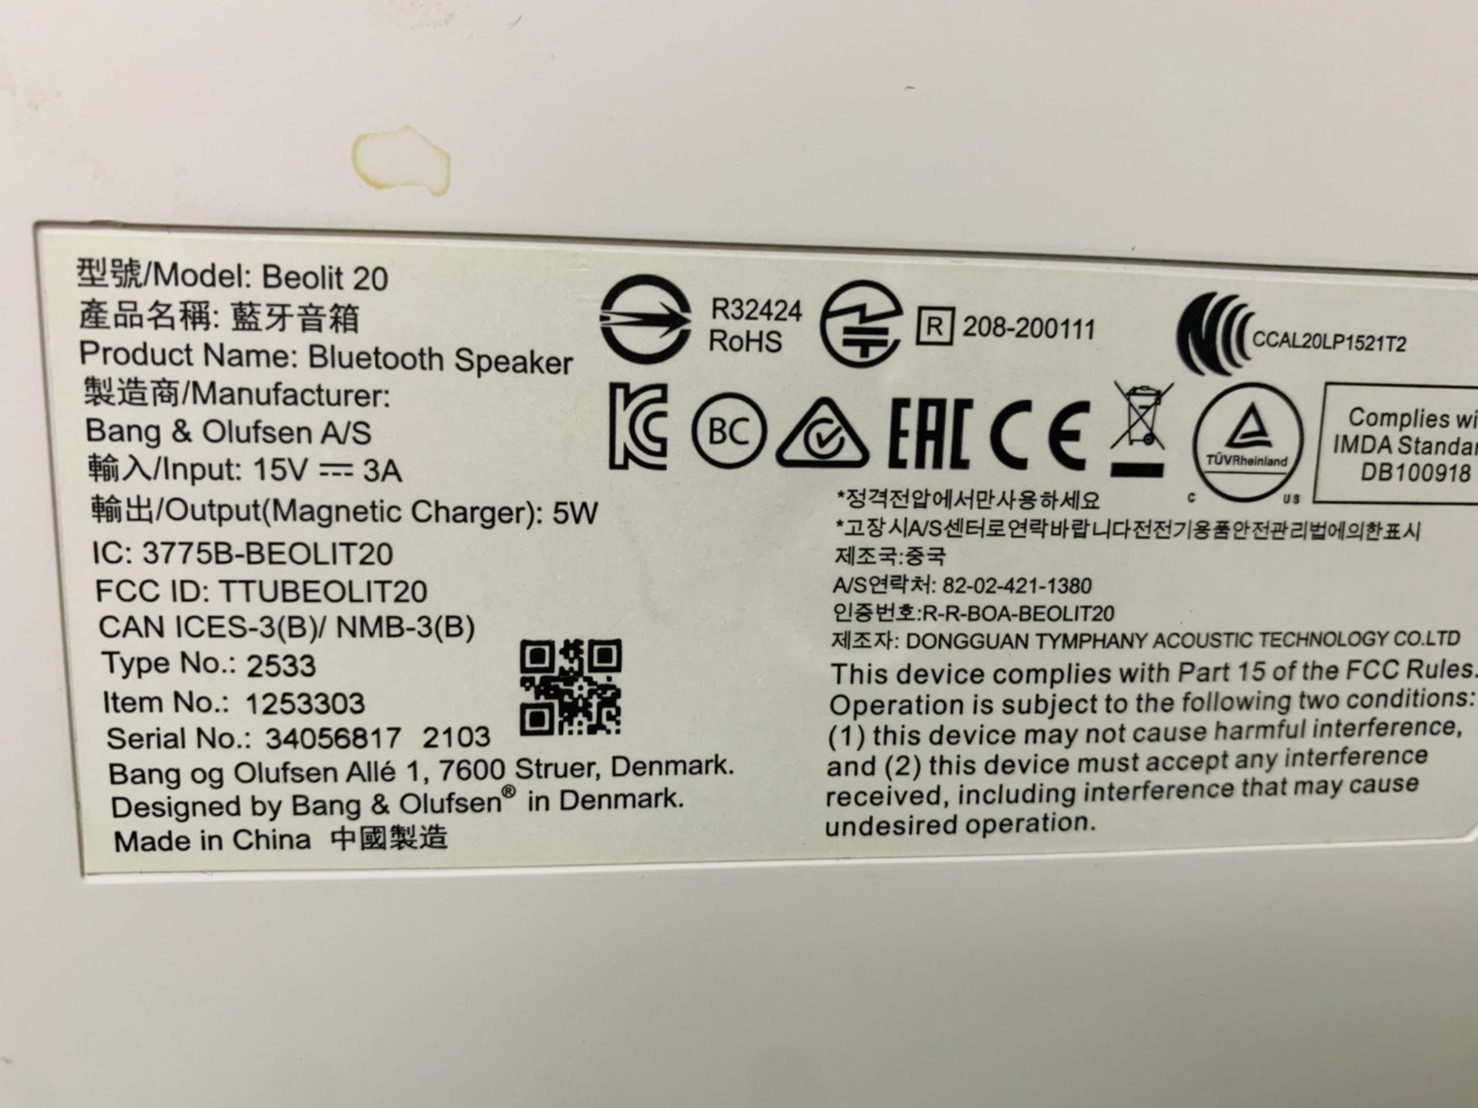 型號/Model: Beolit 20
產品名稱: 藍牙音箱
Product Name: Bluetooth Speaker
製造商/Manufacturer:
Bang & Olufsen A/S
輸入/Input: 15V ⎓ 3A
輸出/Output(Magnetic Charger): 5W
IC: 3775B-BEOLIT20
FCC ID: TTUBEOLIT20
CAN ICES-3(B)/ NMB-3(B)
Type No.: 2533
Item No.: 1253303
Serial No.: 34056817 2103
Bang og Olufsen Allé 1, 7600 Struer, Denmark.
Designed by Bang & Olufsen® in Denmark.
Made in China 中國製造
R32424
RoHS
R 208-200111
CCAL20LP1521T2
BC
EAC
CE
TÜVRheinland
C US
Complies
IMDA
DB100918
*정격전압에서만사용하세요
*고장시A/S센터로연락바랍니다전전기용품안전관리법에의한표시
제조국:중국
A/S연락처: 82-02-421-1380
인증번호:R-R-BOA-BEOLIT20
제조자: DONGGUAN TYMPHANY ACOUSTIC TECHNOLOGY CO.LTD
This device complies with Part 15 of the FCC Rules.
Operation is subject to the following two conditions:
(1) this device may not cause harmful interference,
and (2) this device must accept any interference
received, including interference that may cause
undesired operation.